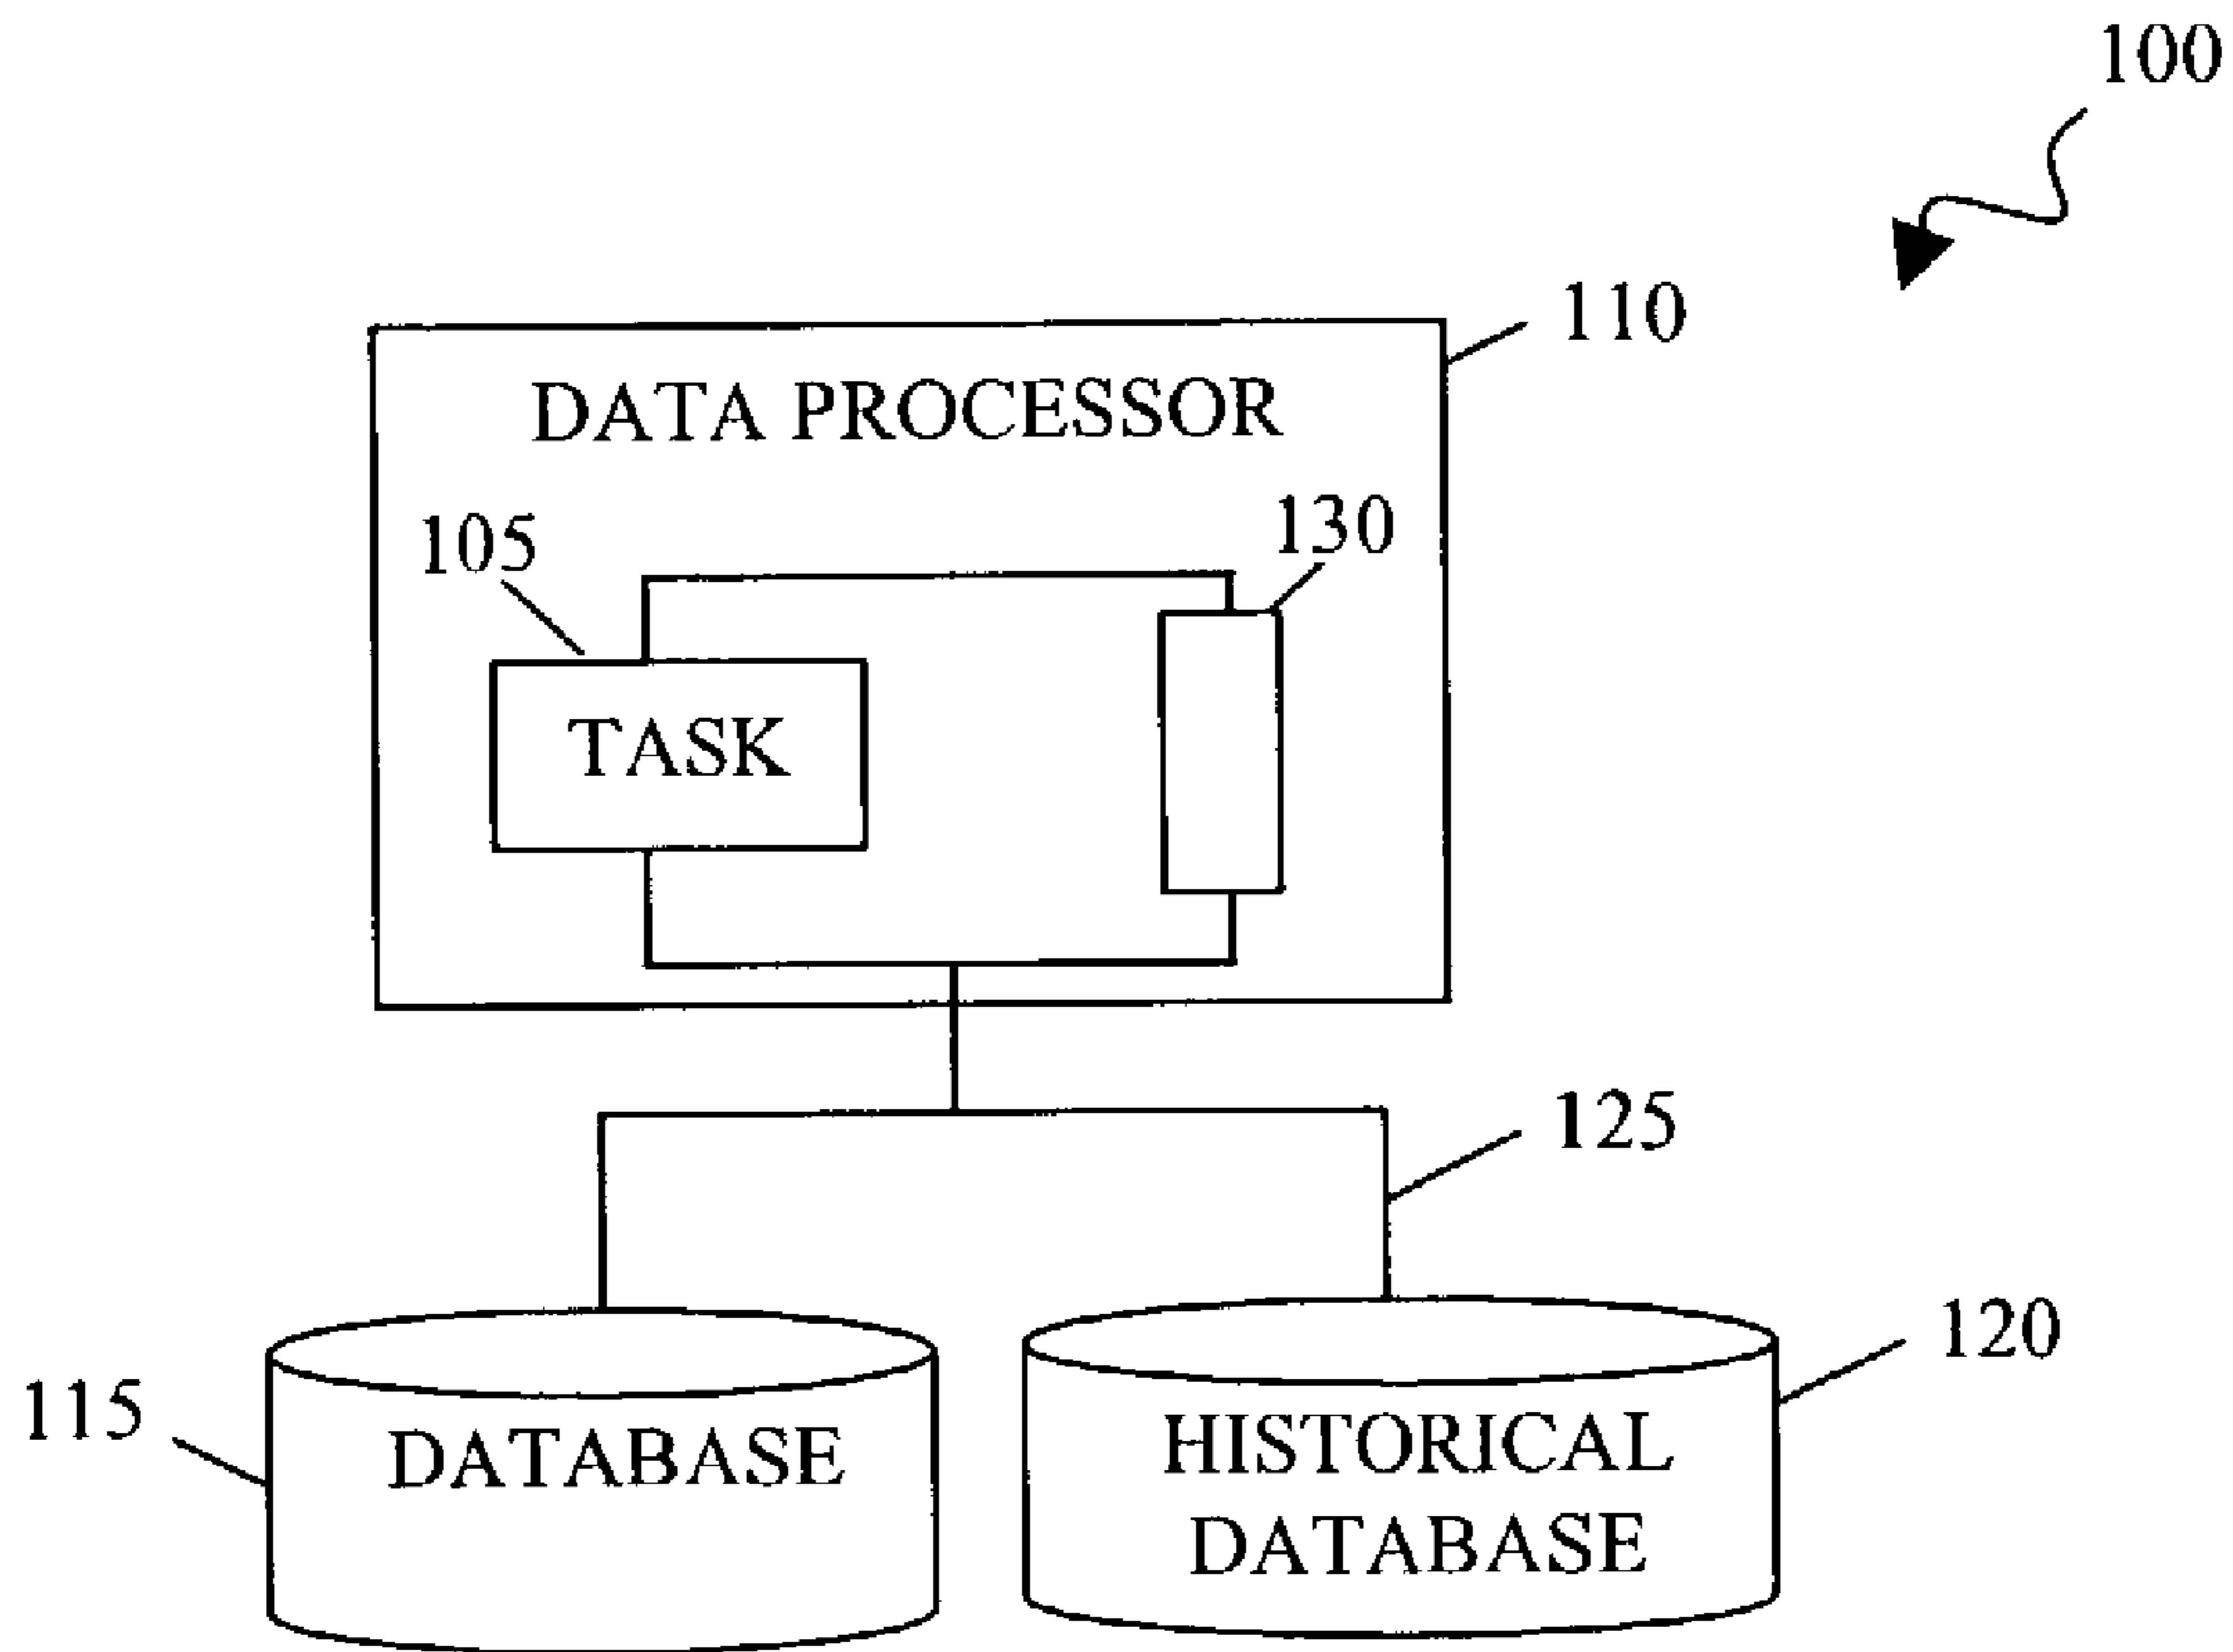 100
110
DATA PROCESSOR
130
105
TASK
125
120
115
DATABASE
HISTORICAL
DATABASE